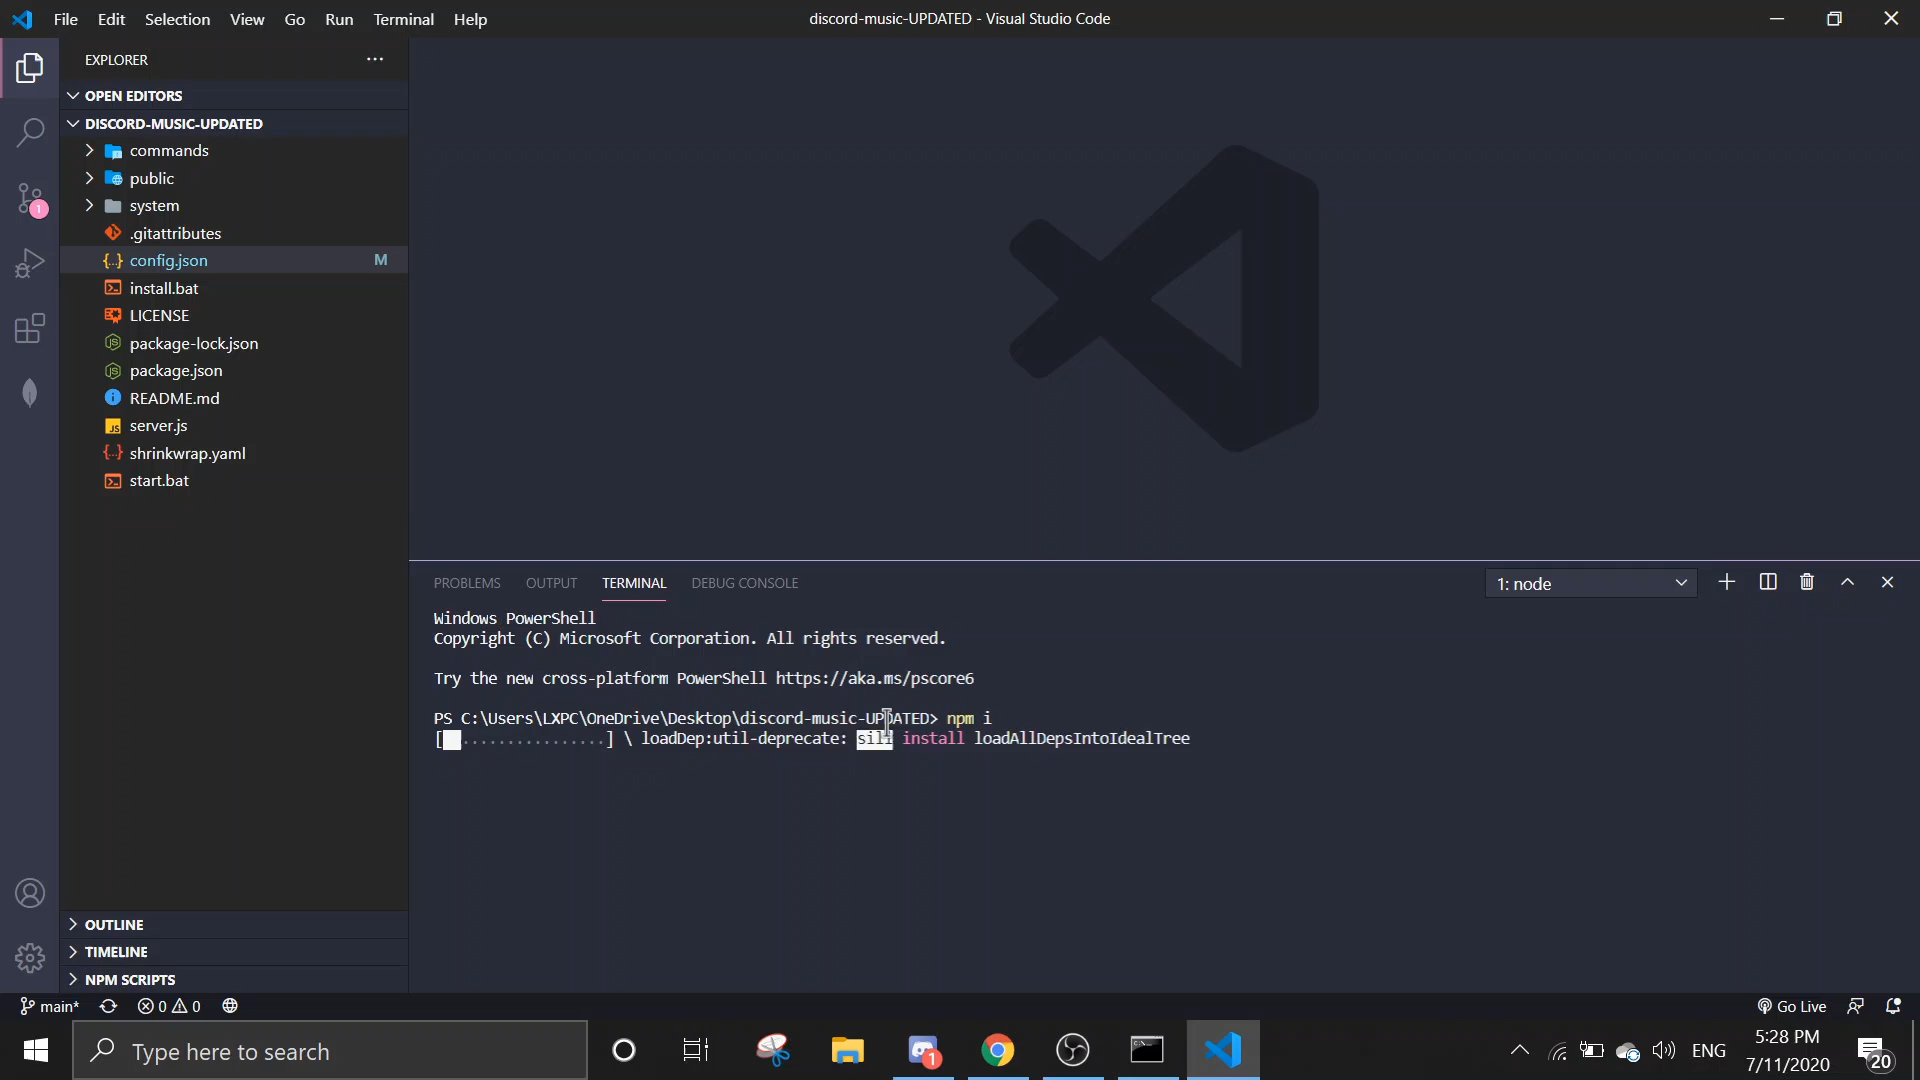 File Edit Selection View Go Run Terminal Help
discord-music-UPDATED - Visual Studio Code
EXPLORER
OPEN EDITORS
DISCORD-MUSIC-UPDATED
commands
public
system
.gitattributes
config.json M
install.bat
LICENSE
package-lock.json
package.json
README.md
server.js
shrinkwrap.yaml
start.bat
OUTLINE
TIMELINE
NPM SCRIPTS
1
PROBLEMS OUTPUT TERMINAL DEBUG CONSOLE
1: node
Windows PowerShell
Copyright (C) Microsoft Corporation. All rights reserved.
Try the new cross-platform PowerShell https://aka.ms/pscore6
PS C:\Users\LXPC\OneDrive\Desktop\discord-music-UPDATED> npm i
[ ................] \ loadDep:util-deprecate: sill install loadAllDepsIntoIdealTree
main* 0 0
Go Live
Type here to search
1
ENG
5:28 PM
7/11/2020
20